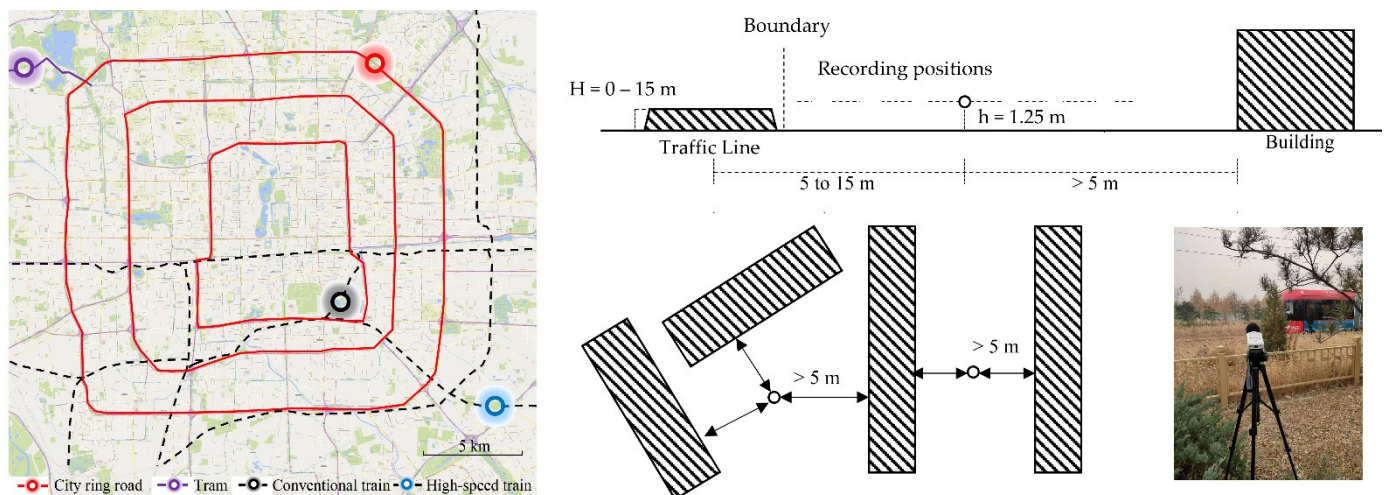 5 km
City ring road
Tram
Conventional train
High-speed train
Boundary
Recording positions
H = 0 – 15 m
h = 1.25 m
Traffic Line
Building
5 to 15 m
> 5 m
> 5 m
> 5 m